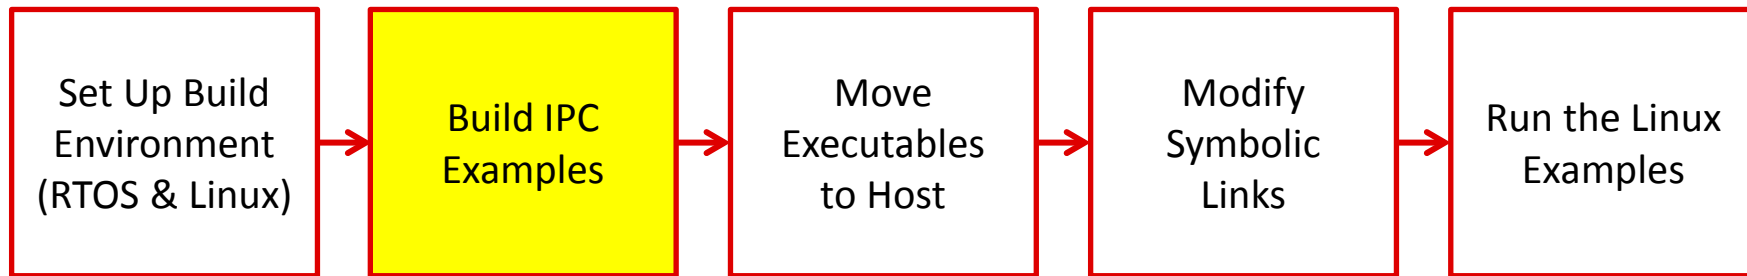 Set Up Build
Environment
(RTOS & Linux)
Build IPC
Examples
Move
Executables
to Host
Modify
Symbolic
Links
Run the Linux
Examples